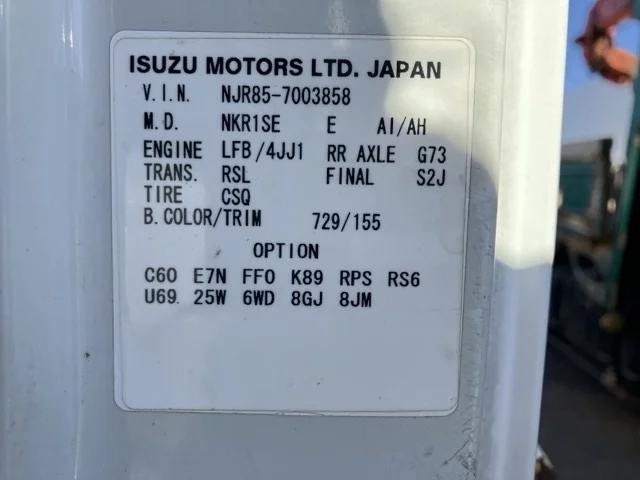 ISUZU MOTORS LTD. JAPAN
V.I.N. NJR85-7003858
M.D. NKR1SE E AI/AH
ENGINE LFB/4JJ1 RR AXLE G73
TRANS. RSL FINAL S2J
TIRE CSQ
B.COLOR/TRIM 729/155
OPTION
C60 E7N FF0 K89 RPS RS6
U69. 25W 6WD 8GJ 8JM